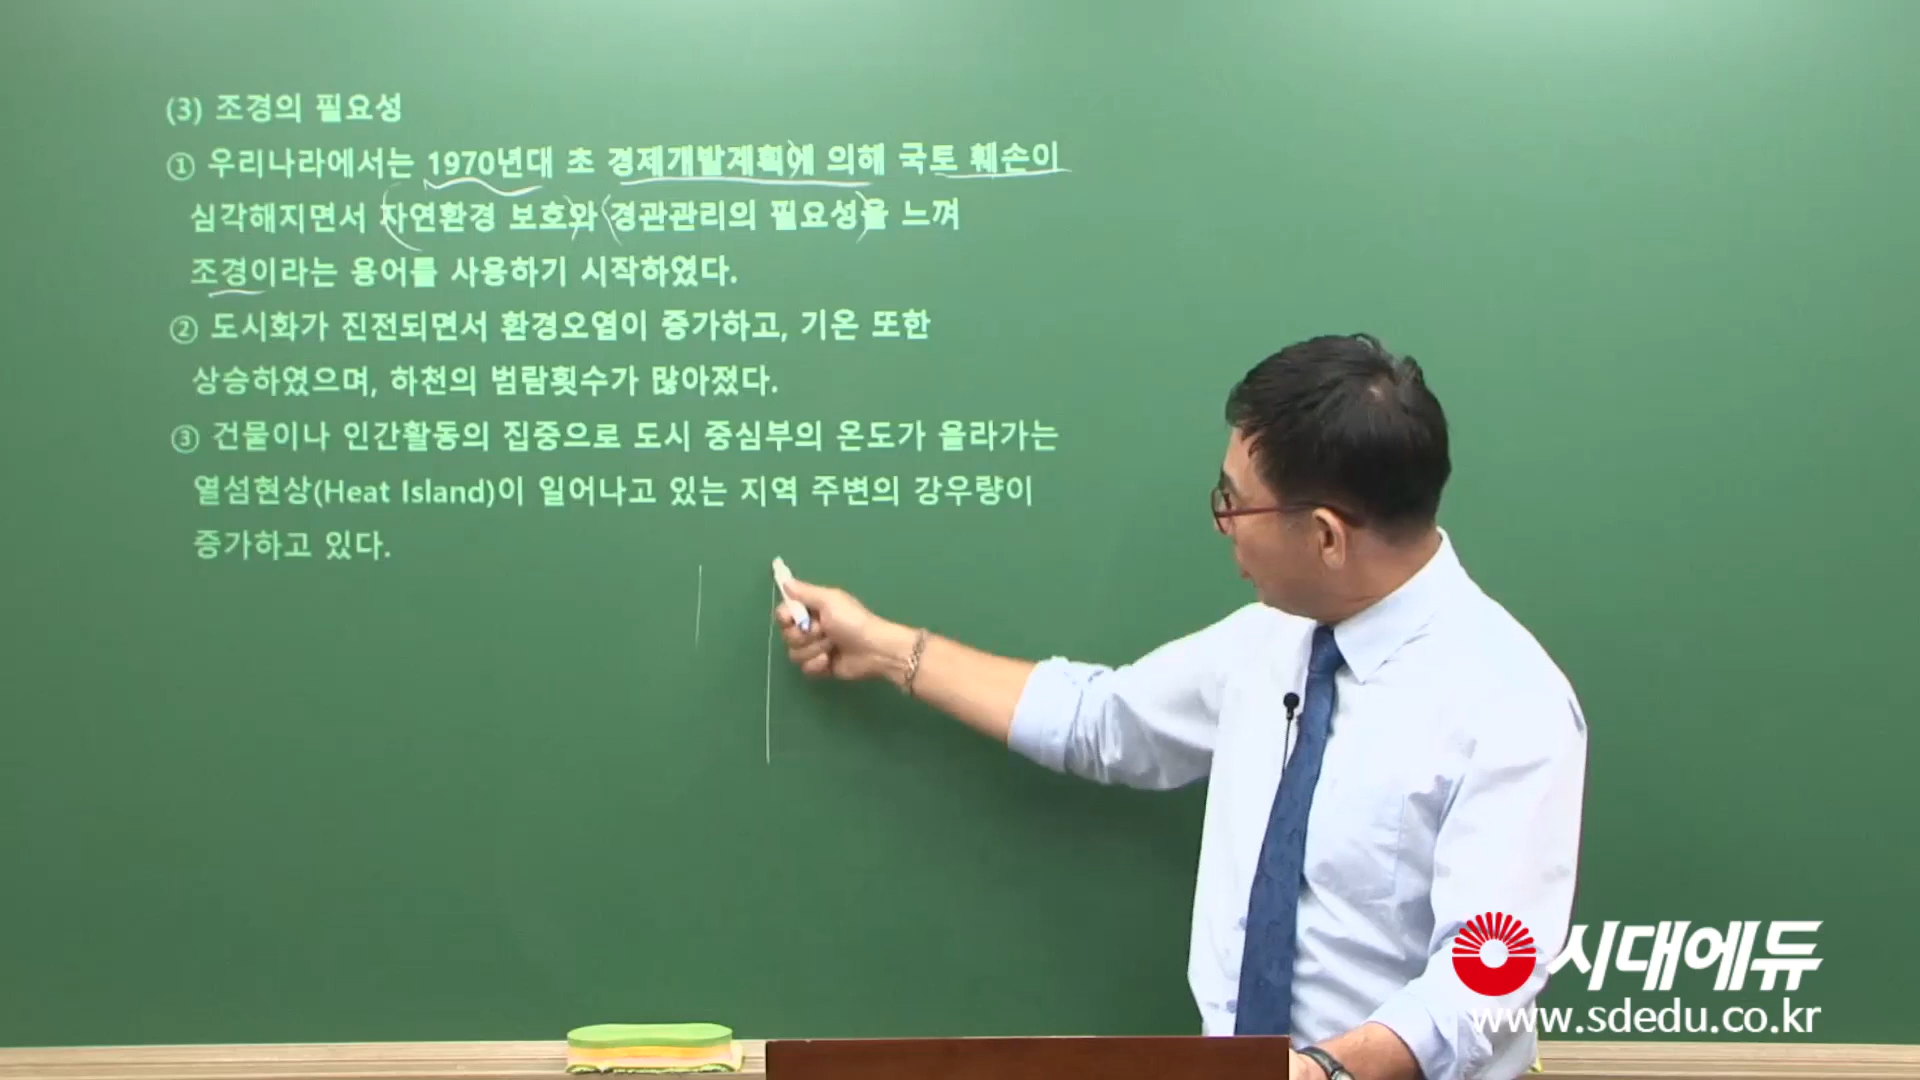 (3) 조경의 필요성
① 우리나라에서는 1970년대 초 경제개발계획에 의해 국토 훼손이
심각해지면서 자연환경 보호와 경관관리의 필요성을 느껴
조경이라는 용어를 사용하기 시작하였다.
② 도시화가 진전되면서 환경오염이 증가하고, 기온 또한
상승하였으며, 하천의 범람횟수가 많아졌다.
③ 건물이나 인간활동의 집중으로 도시 중심부의 온도가 올라가는
열섬현상(Heat Island)이 일어나고 있는 지역 주변의 강우량이
증가하고 있다.
시대에듀
www.sdedu.co.kr